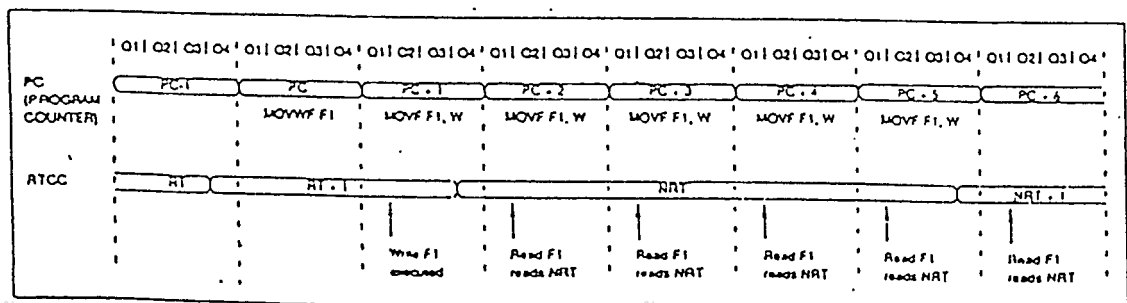 Q1| Q2| Q3|Q4 Q1| Q2| Q3|Q4 Q1| Q2| Q3|Q4 Q1| Q2| Q3|Q4 Q1| Q2| Q3|Q4 Q1| Q2| Q3|Q4 Q1| Q2| Q3|Q4 Q1| Q2| Q3|Q4
PC (PROGRAM COUNTER)
PC-1 PC PC + 1 PC + 2 PC + 3 PC + 4 PC + 5 PC + 6
MOVWF F1 MOVF F1, W MOVF F1, W MOVF F1, W MOVF F1, W MOVF F1, W
RTCC
RT RT + 1 NRT NRT + 1
Write F1 Read F1 Read F1 Read F1 Read F1 Read F1
executed reads NRT reads NRT reads NRT reads NRT reads NRT